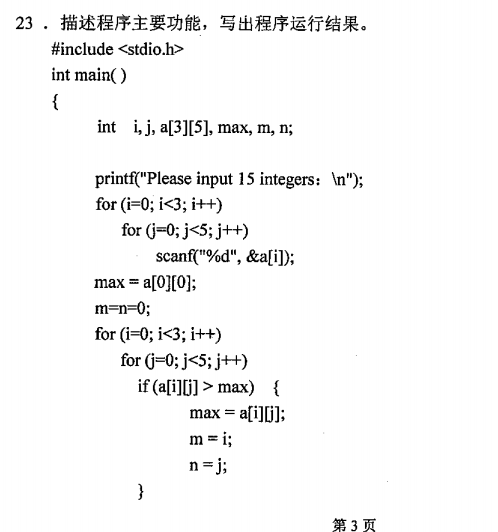 23 . 描述程序主要功能，写出程序运行结果。
#include <stdio.h>
int main( )
{
int i, j, a[3][5], max, m, n;
printf("Please input 15 integers：\n");
for (i=0; i<3; i++)
for (j=0; j<5; j++)
scanf("%d", &a[i]);
max = a[0][0];
m=n=0;
for (i=0; i<3; i++)
for (j=0; j<5; j++)
if (a[i][j] > max) {
max = a[i][j];
m = i;
n = j;
}
第 3 页